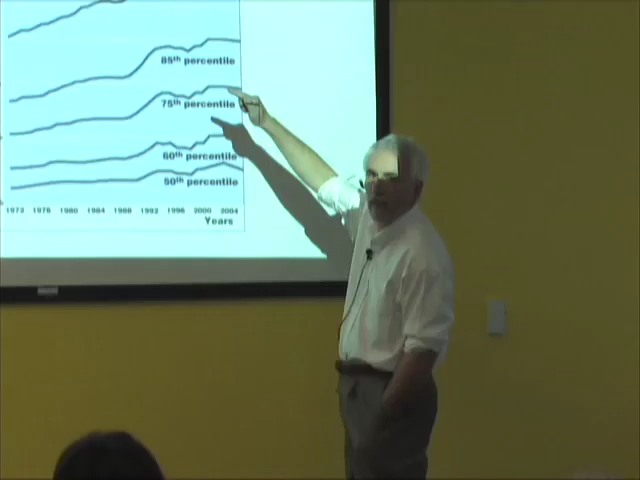 85th percentile
75th percentile
60th percentile
50th percentile
1973 1976 1980 1984 1988 1992 1996 2000 2004
Years